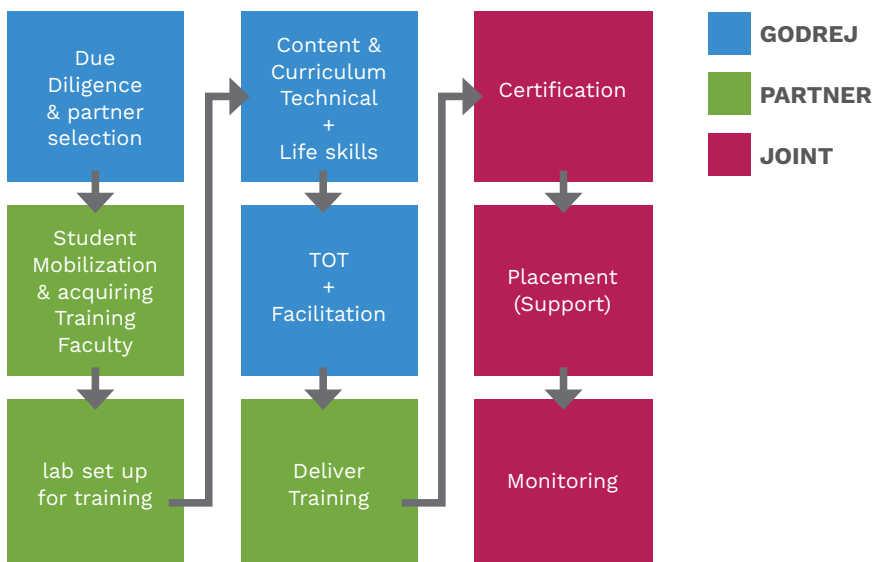 Due
Diligence
& partner
selection
Student
Mobilization
& acquiring
Training
Faculty
lab set up
for training
Content &
Curriculum
Technical
+
Life skills
TOT
+
Facilitation
Deliver
Training
Certification
Placement
(Support)
Monitoring
GODREJ
PARTNER
JOINT